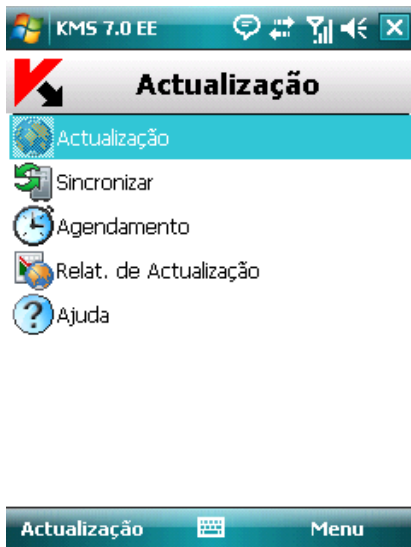 KMS 7.0 EE
Actualização
Actualização
Sincronizar
Agendamento
Relat. de Actualização
Ajuda
Actualização Menu